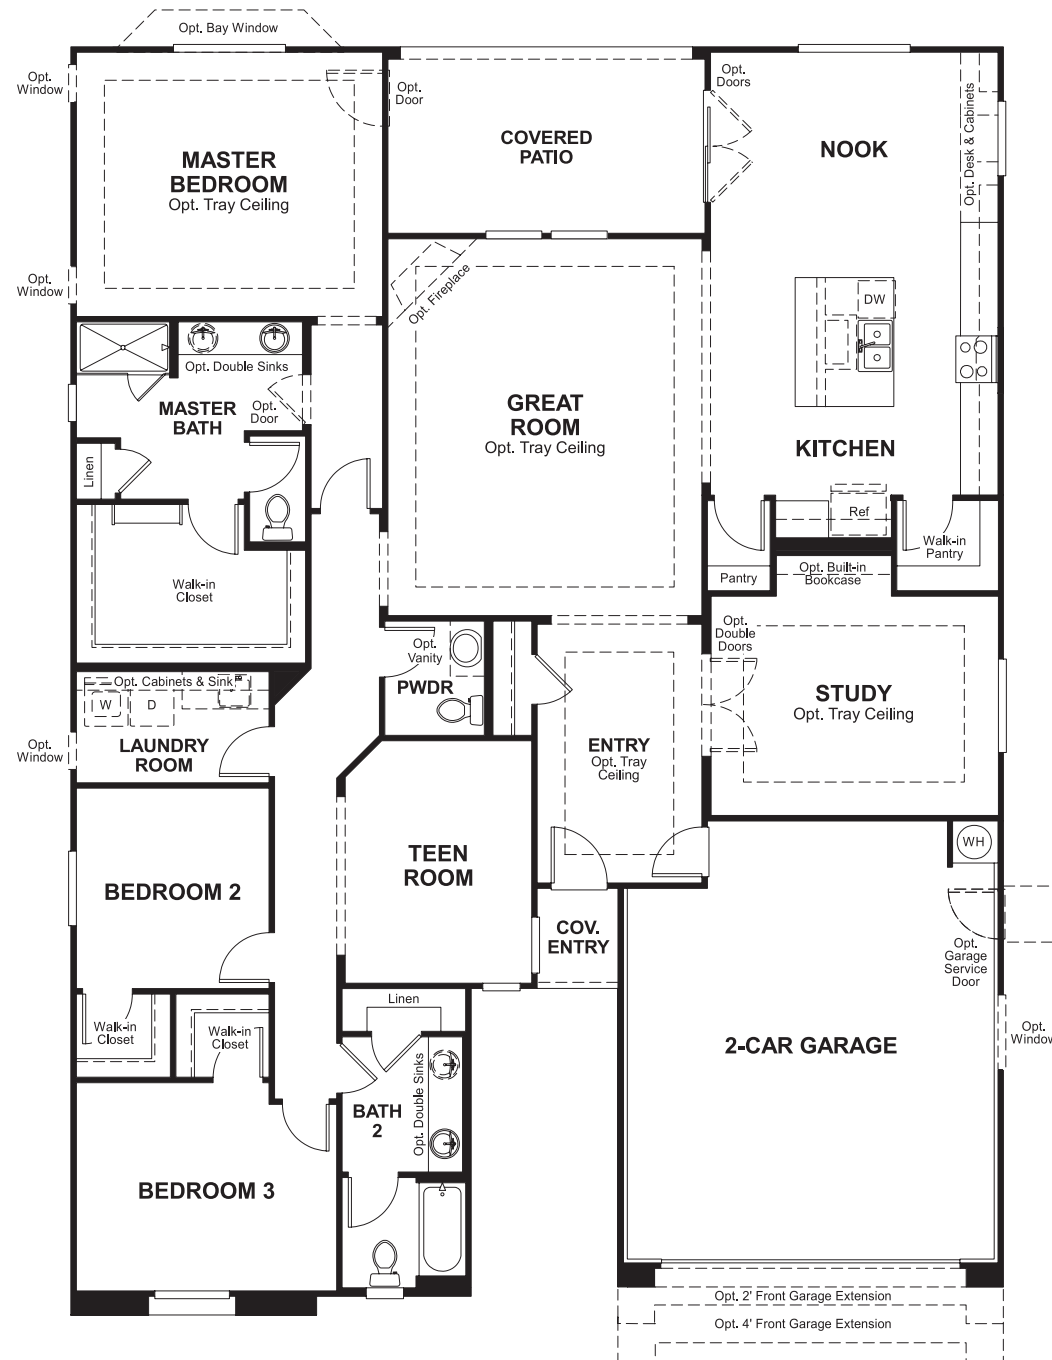 Opt. Bay Window
Opt.
Window
Opt.
Door
Opt.
Doors
MASTER
BEDROOM
Opt. Tray Ceiling
COVERED
PATIO
NOOK
Opt. Desk & Cabinets
Opt.
Window
Opt. Fireplace
DW
Opt. Double Sinks
MASTER
BATH
Opt.
Door
GREAT
ROOM
Opt. Tray Ceiling
KITCHEN
Linen
Ref
Walk-in
Pantry
Pantry
Opt. Built-in
Bookcase
Walk-in
Closet
Opt.
Vanity
PWDR
Opt.
Double
Doors
Opt. Cabinets & Sink
W
D
Opt.
Window
LAUNDRY
ROOM
STUDY
Opt. Tray Ceiling
ENTRY
Opt. Tray
Ceiling
TEEN
ROOM
WH
BEDROOM 2
COV.
ENTRY
Opt.
Garage
Service
Door
Walk-in
Closet
Walk-in
Closet
Linen
Opt.
Window
2-CAR GARAGE
Opt. Double Sinks
BATH
2
BEDROOM 3
Opt. 2' Front Garage Extension
Opt. 4' Front Garage Extension